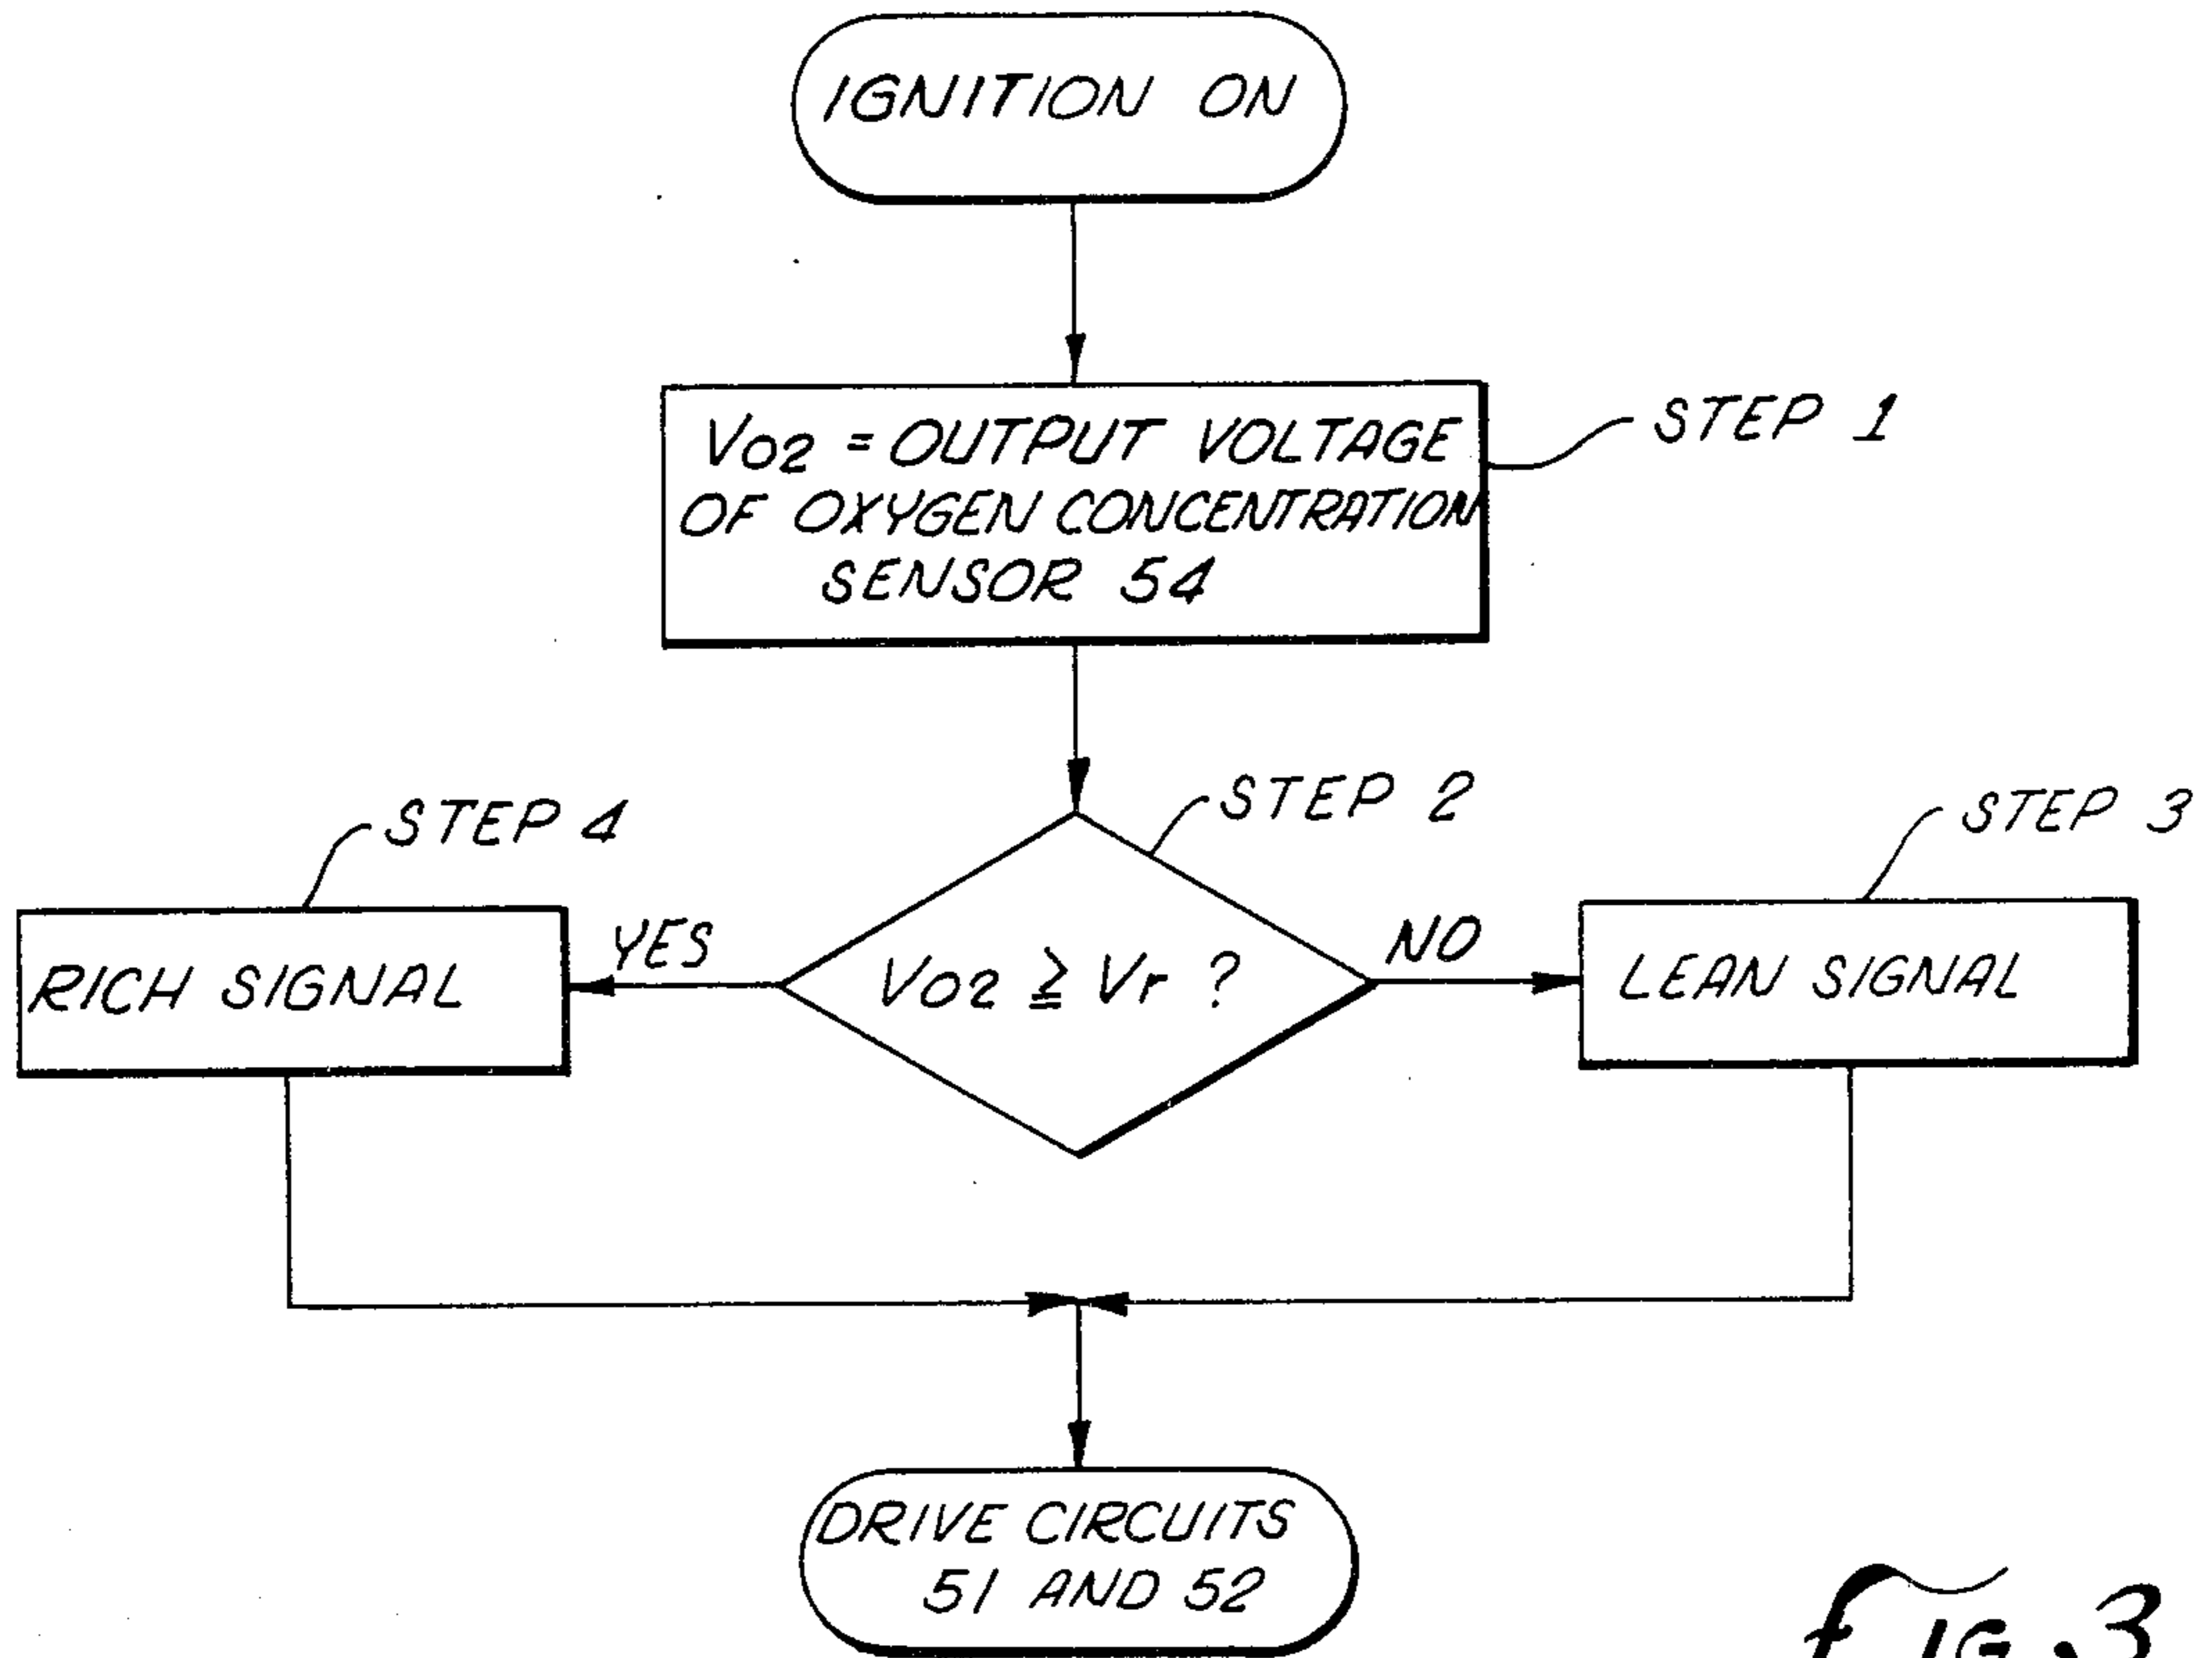 IGNITION ON
VO2 = OUTPUT VOLTAGE
OF OXYGEN CONCENTRATION
SENSOR 54
STEP 1
STEP 2
STEP 4
STEP 3
RICH SIGNAL
YES
VO2 ≧ Vr ?
NO
LEAN SIGNAL
DRIVE CIRCUITS
51 AND 52
FIG. 3